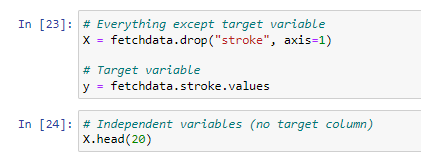 In [23]: # Everything except target variable
X = fetchdata.drop("stroke", axis=1)
# Target variable
y = fetchdata.stroke.values
In [24]: # Independent variables (no target column)
X.head(20)